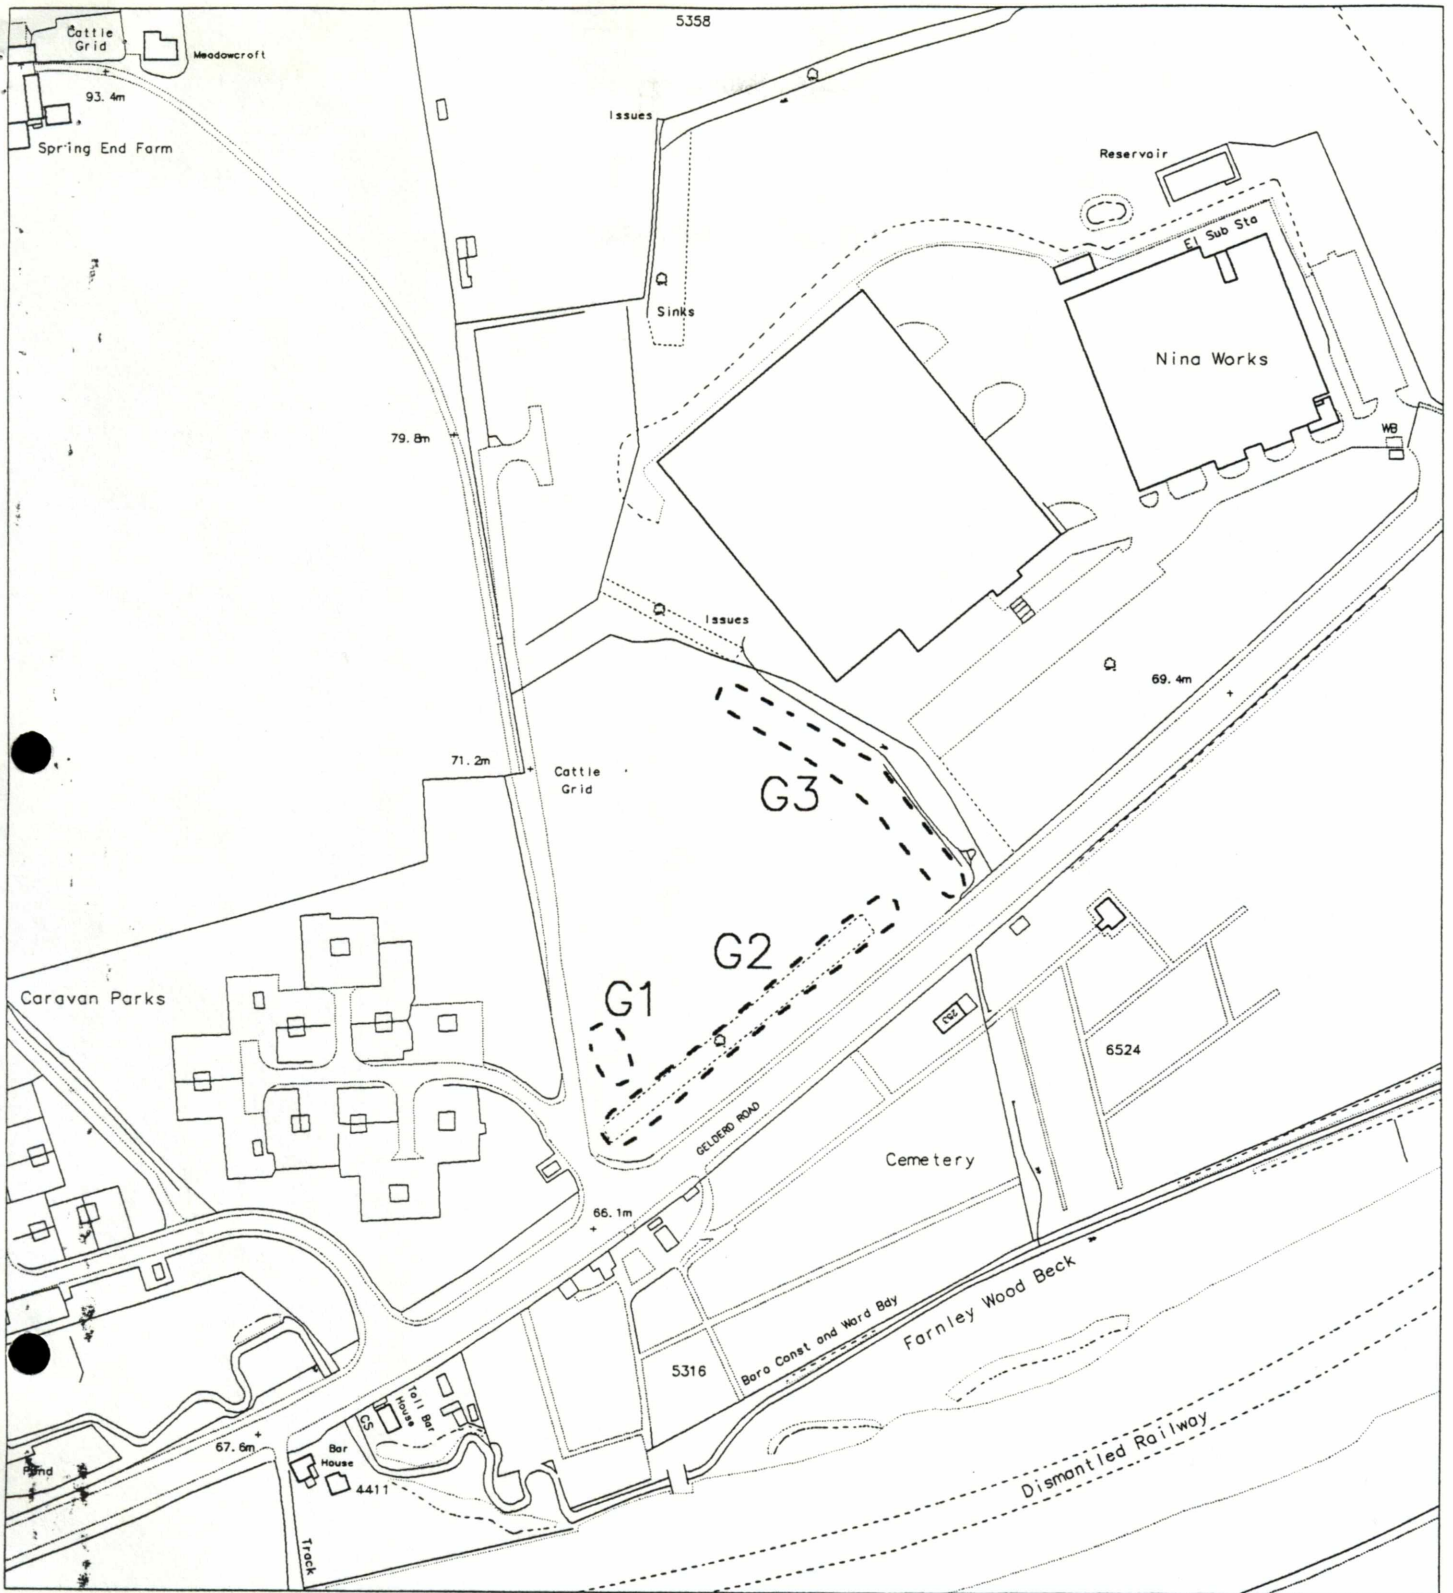 5358
Cattle
Grid
Meadowcroft
93.4m
Spring End Farm
Issues
Reservoir
El Sub Sta
Sinks
Nina Works
79.8m
WB
Issues
69.4m
71.2m
Cattle
Grid
G3
G2
G1
Caravan Parks
253
6524
GELDERD ROAD
Cemetery
66.1m
Farnley Wood Beck
Boro Const and Ward Bdy
5316
Toll Bar
House
GS
67.6m
Bar
House
4411
Pond
Dismantled Railway
Track